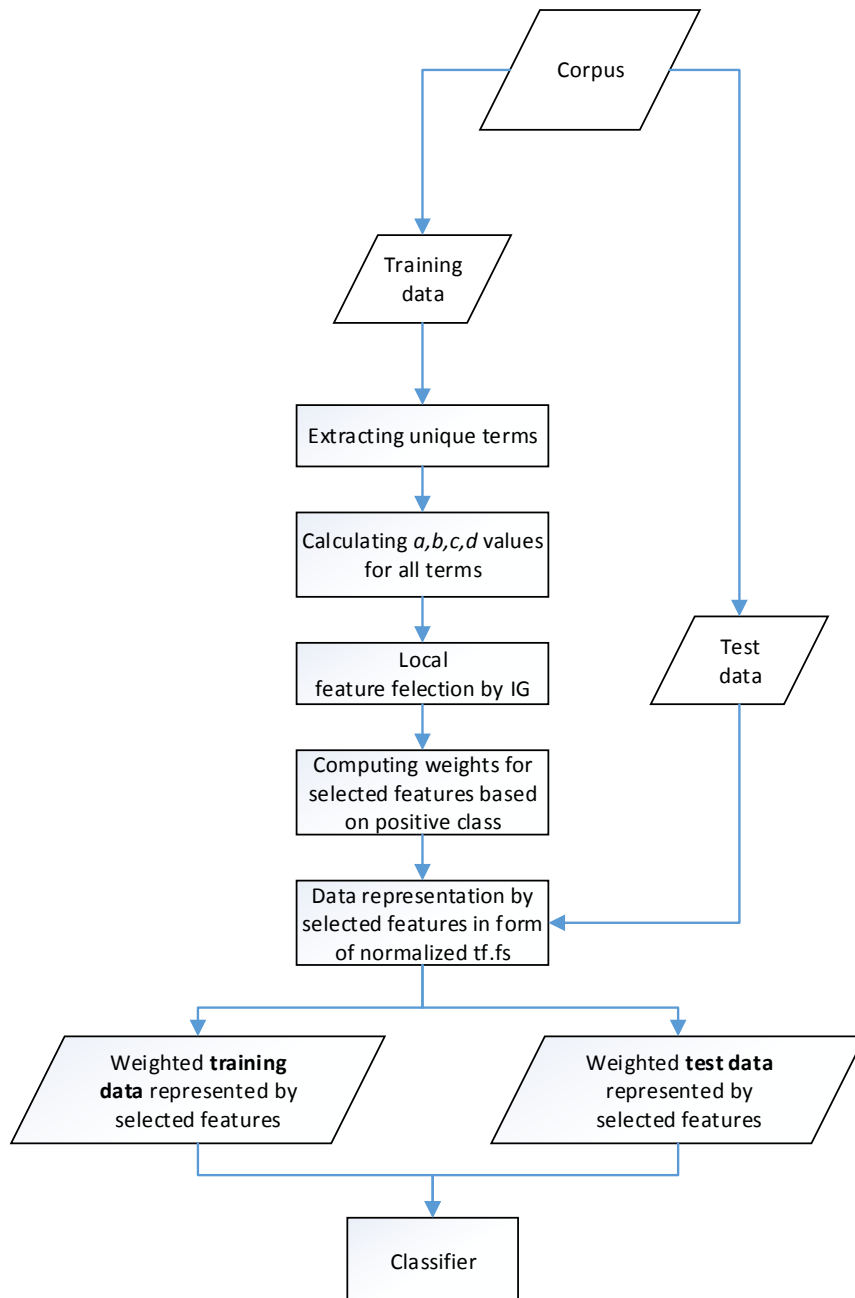 Corpus
Training
data
Extracting unique terms
Calculating a,b,c,d values
for all terms
Local
feature felection by IG
Test
data
Computing weights for
selected features based
on positive class
Data representation by
selected features in form
of normalized tf.fs
Weighted training
data represented by
selected features
Weighted test data
represented by
selected features
Classifier